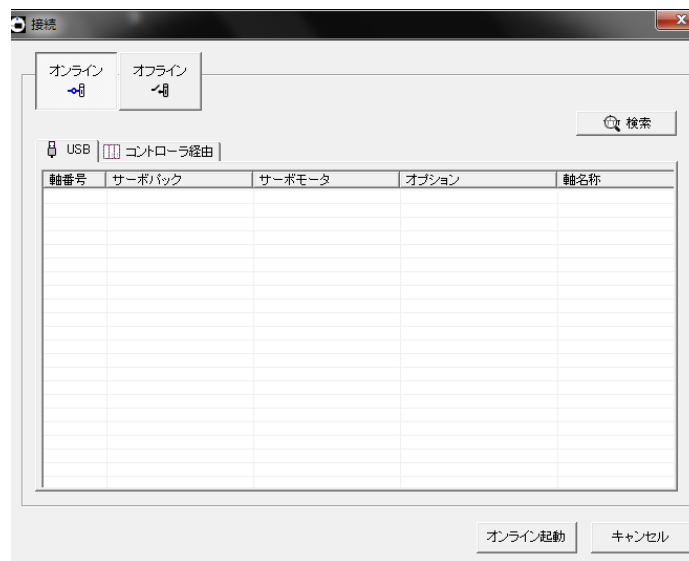 接続
オンライン オフライン
検索
USB コントローラ経由
軸番号 サーボパック サーボモータ オプション 軸名称
オンライン起動 キャンセル